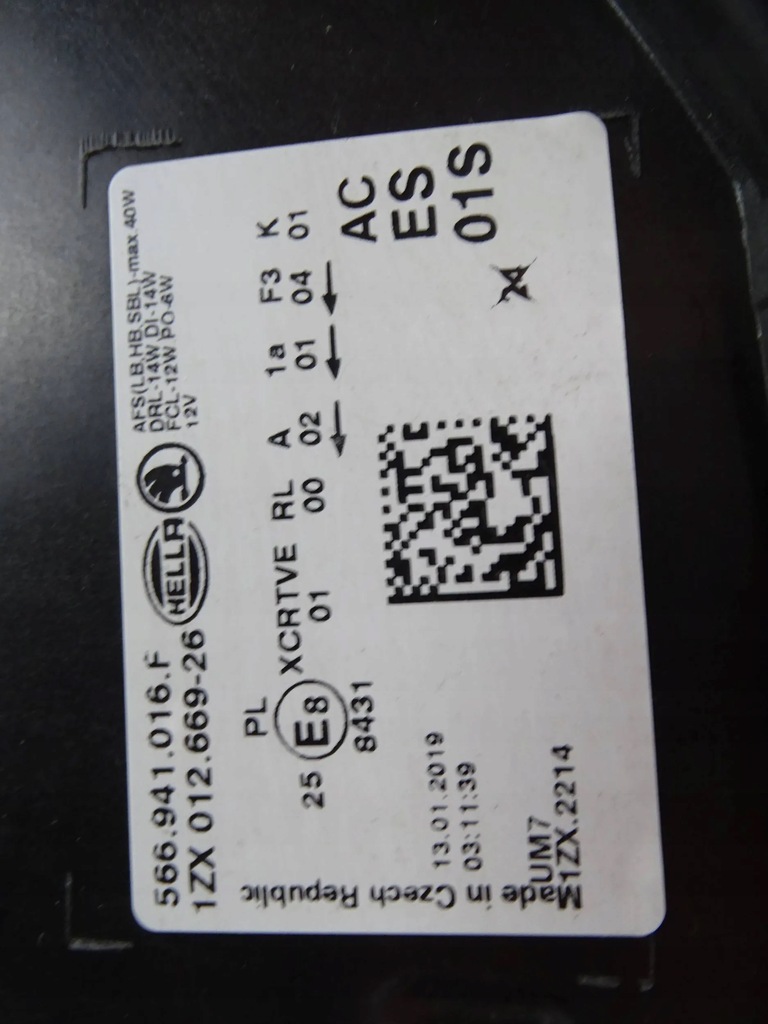 566.941.016.F
1ZX 012.669-26
HELLA
AFS(LB,HB,SBL)-max 40W
DRL-14W DI-14W
FCL-12W PO-6W
12V
PL
XCRTVE RL A 1a F3 K
01 00 02 01 04 01
25 E8
8431
AC
ES
01S
24
13.01.2019
03:11:39
UM7
1ZX.2214
Made in Czech Republic